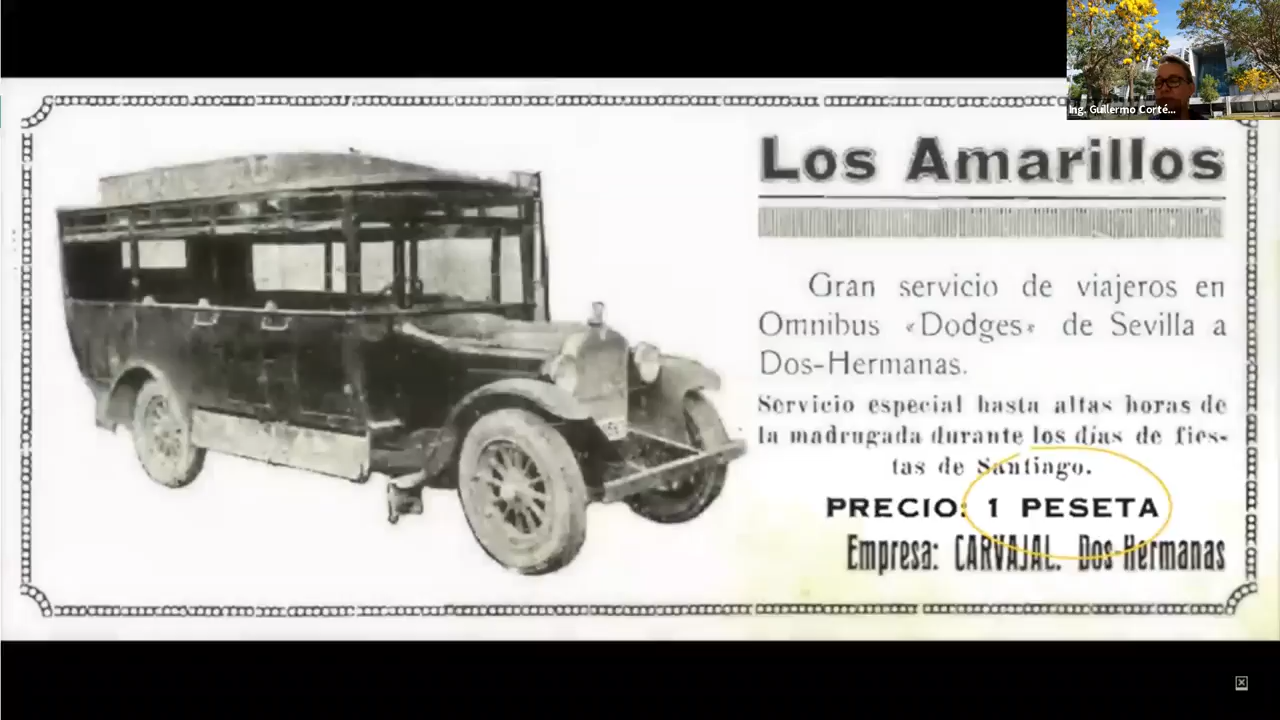 Ing. Guillermo Corté...
Los Amarillos
Gran servicio de viajeros en
Omnibus «Dodges» de Sevilla a
Dos-Hermanas.
Servicio especial hasta altas horas de
la madrugada durante los días de fies-
tas de Santiago.
PRECIO: 1 PESETA
Empresa: CARVAJAL. Dos Hermanas